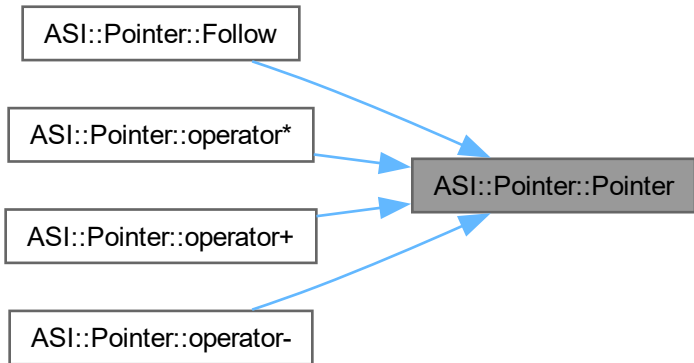 ASI::Pointer::Follow
ASI::Pointer::operator*
ASI::Pointer::Pointer
ASI::Pointer::operator+
ASI::Pointer::operator-